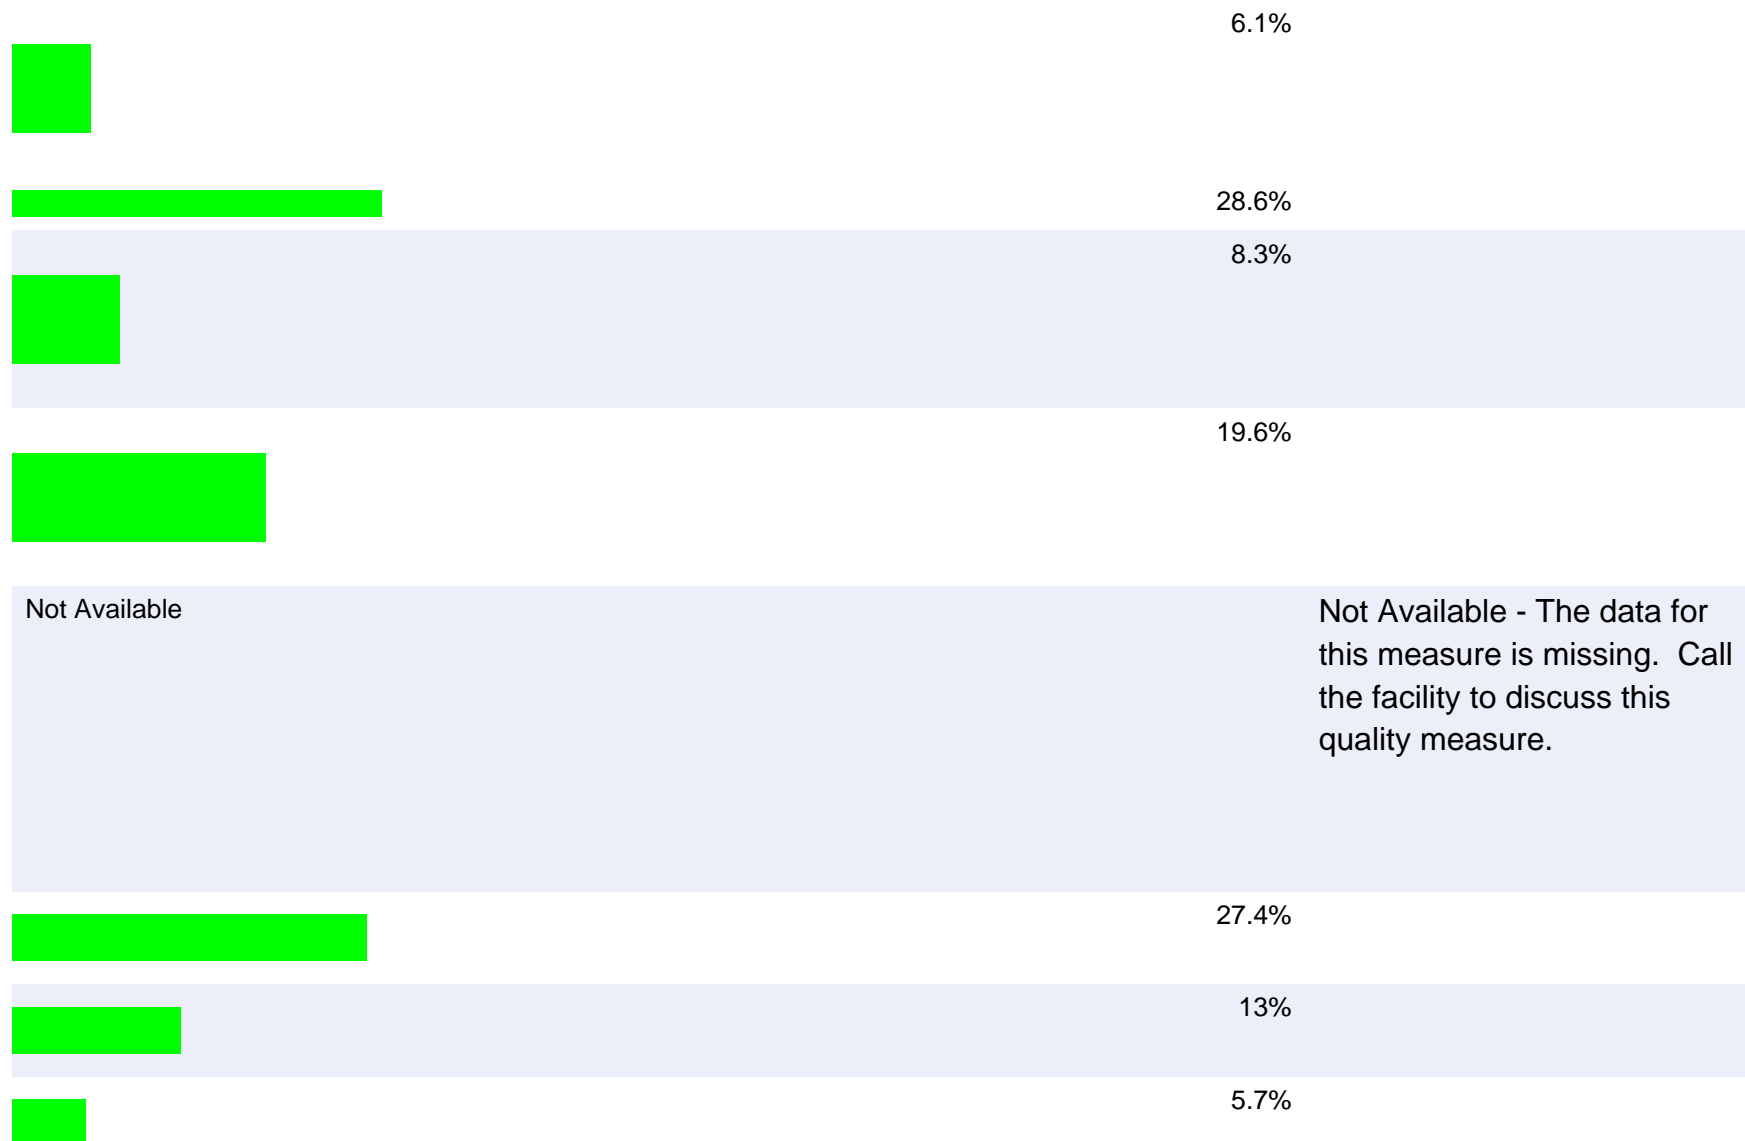 6.1%
28.6%
8.3%
19.6%
Not Available
Not Available - The data for
this measure is missing.  Call
the facility to discuss this
quality measure.
27.4%
13%
5.7%